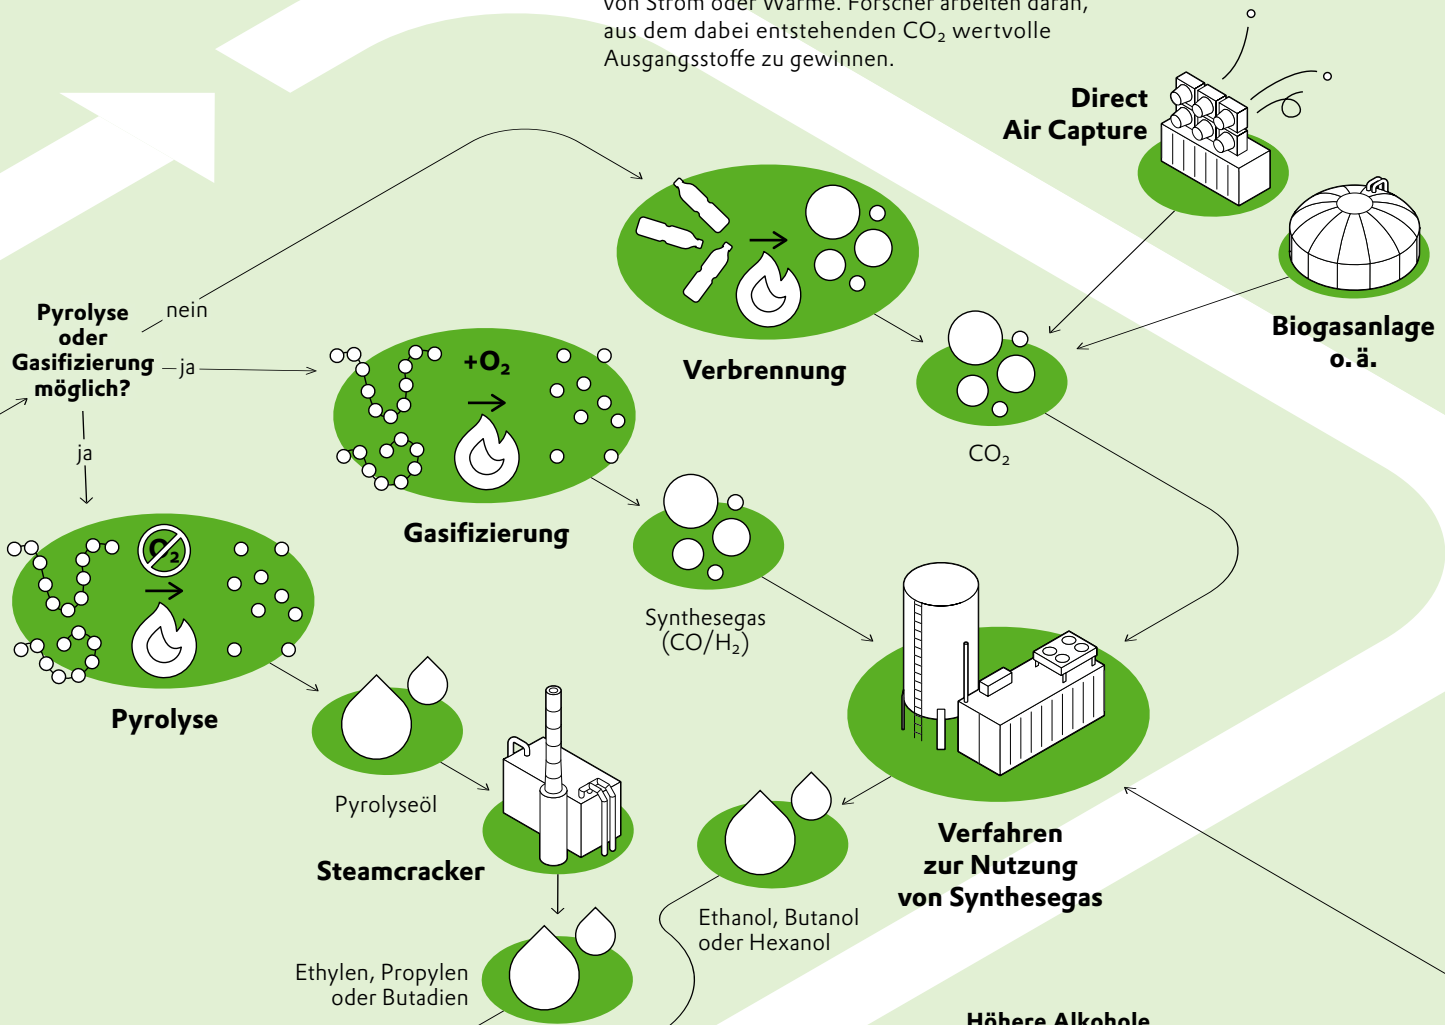 von Strom oder Wärme. Forscher arbeiten daran,
aus dem dabei entstehenden CO₂ wertvolle
Ausgangsstoffe zu gewinnen.
Direct
Air Capture
Biogasanlage
o. ä.
Pyrolyse
oder
Gasifizierung
möglich?
nein
ja
ja
+O₂
Verbrennung
CO₂
Gasifizierung
Synthesegas
(CO/H₂)
O₂
Pyrolyse
Pyrolyseöl
Steamcracker
Ethylen, Propylen
oder Butadien
Verfahren
zur Nutzung
von Synthesegas
Ethanol, Butanol
oder Hexanol
Höhere Alkohole